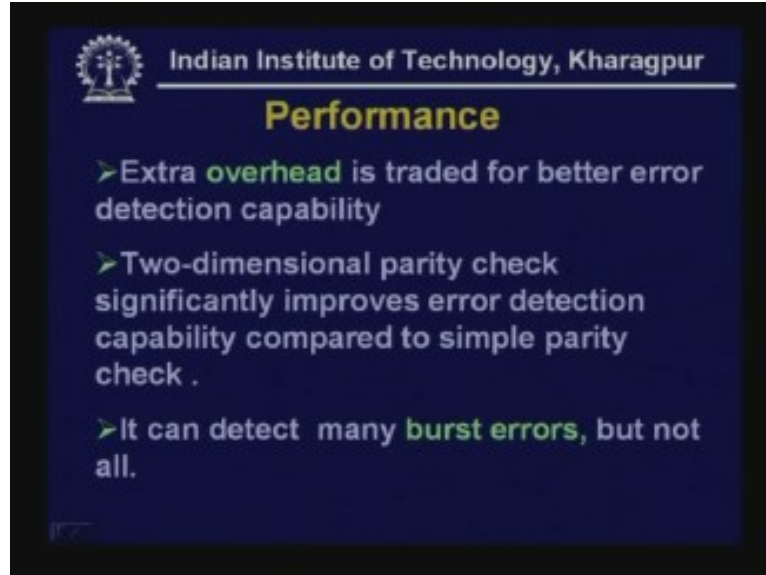 Indian Institute of Technology, Kharagpur
Performance
➢Extra overhead is traded for better error
detection capability
➢Two-dimensional parity check
significantly improves error detection
capability compared to simple parity
check .
➢It can detect many burst errors, but not
all.